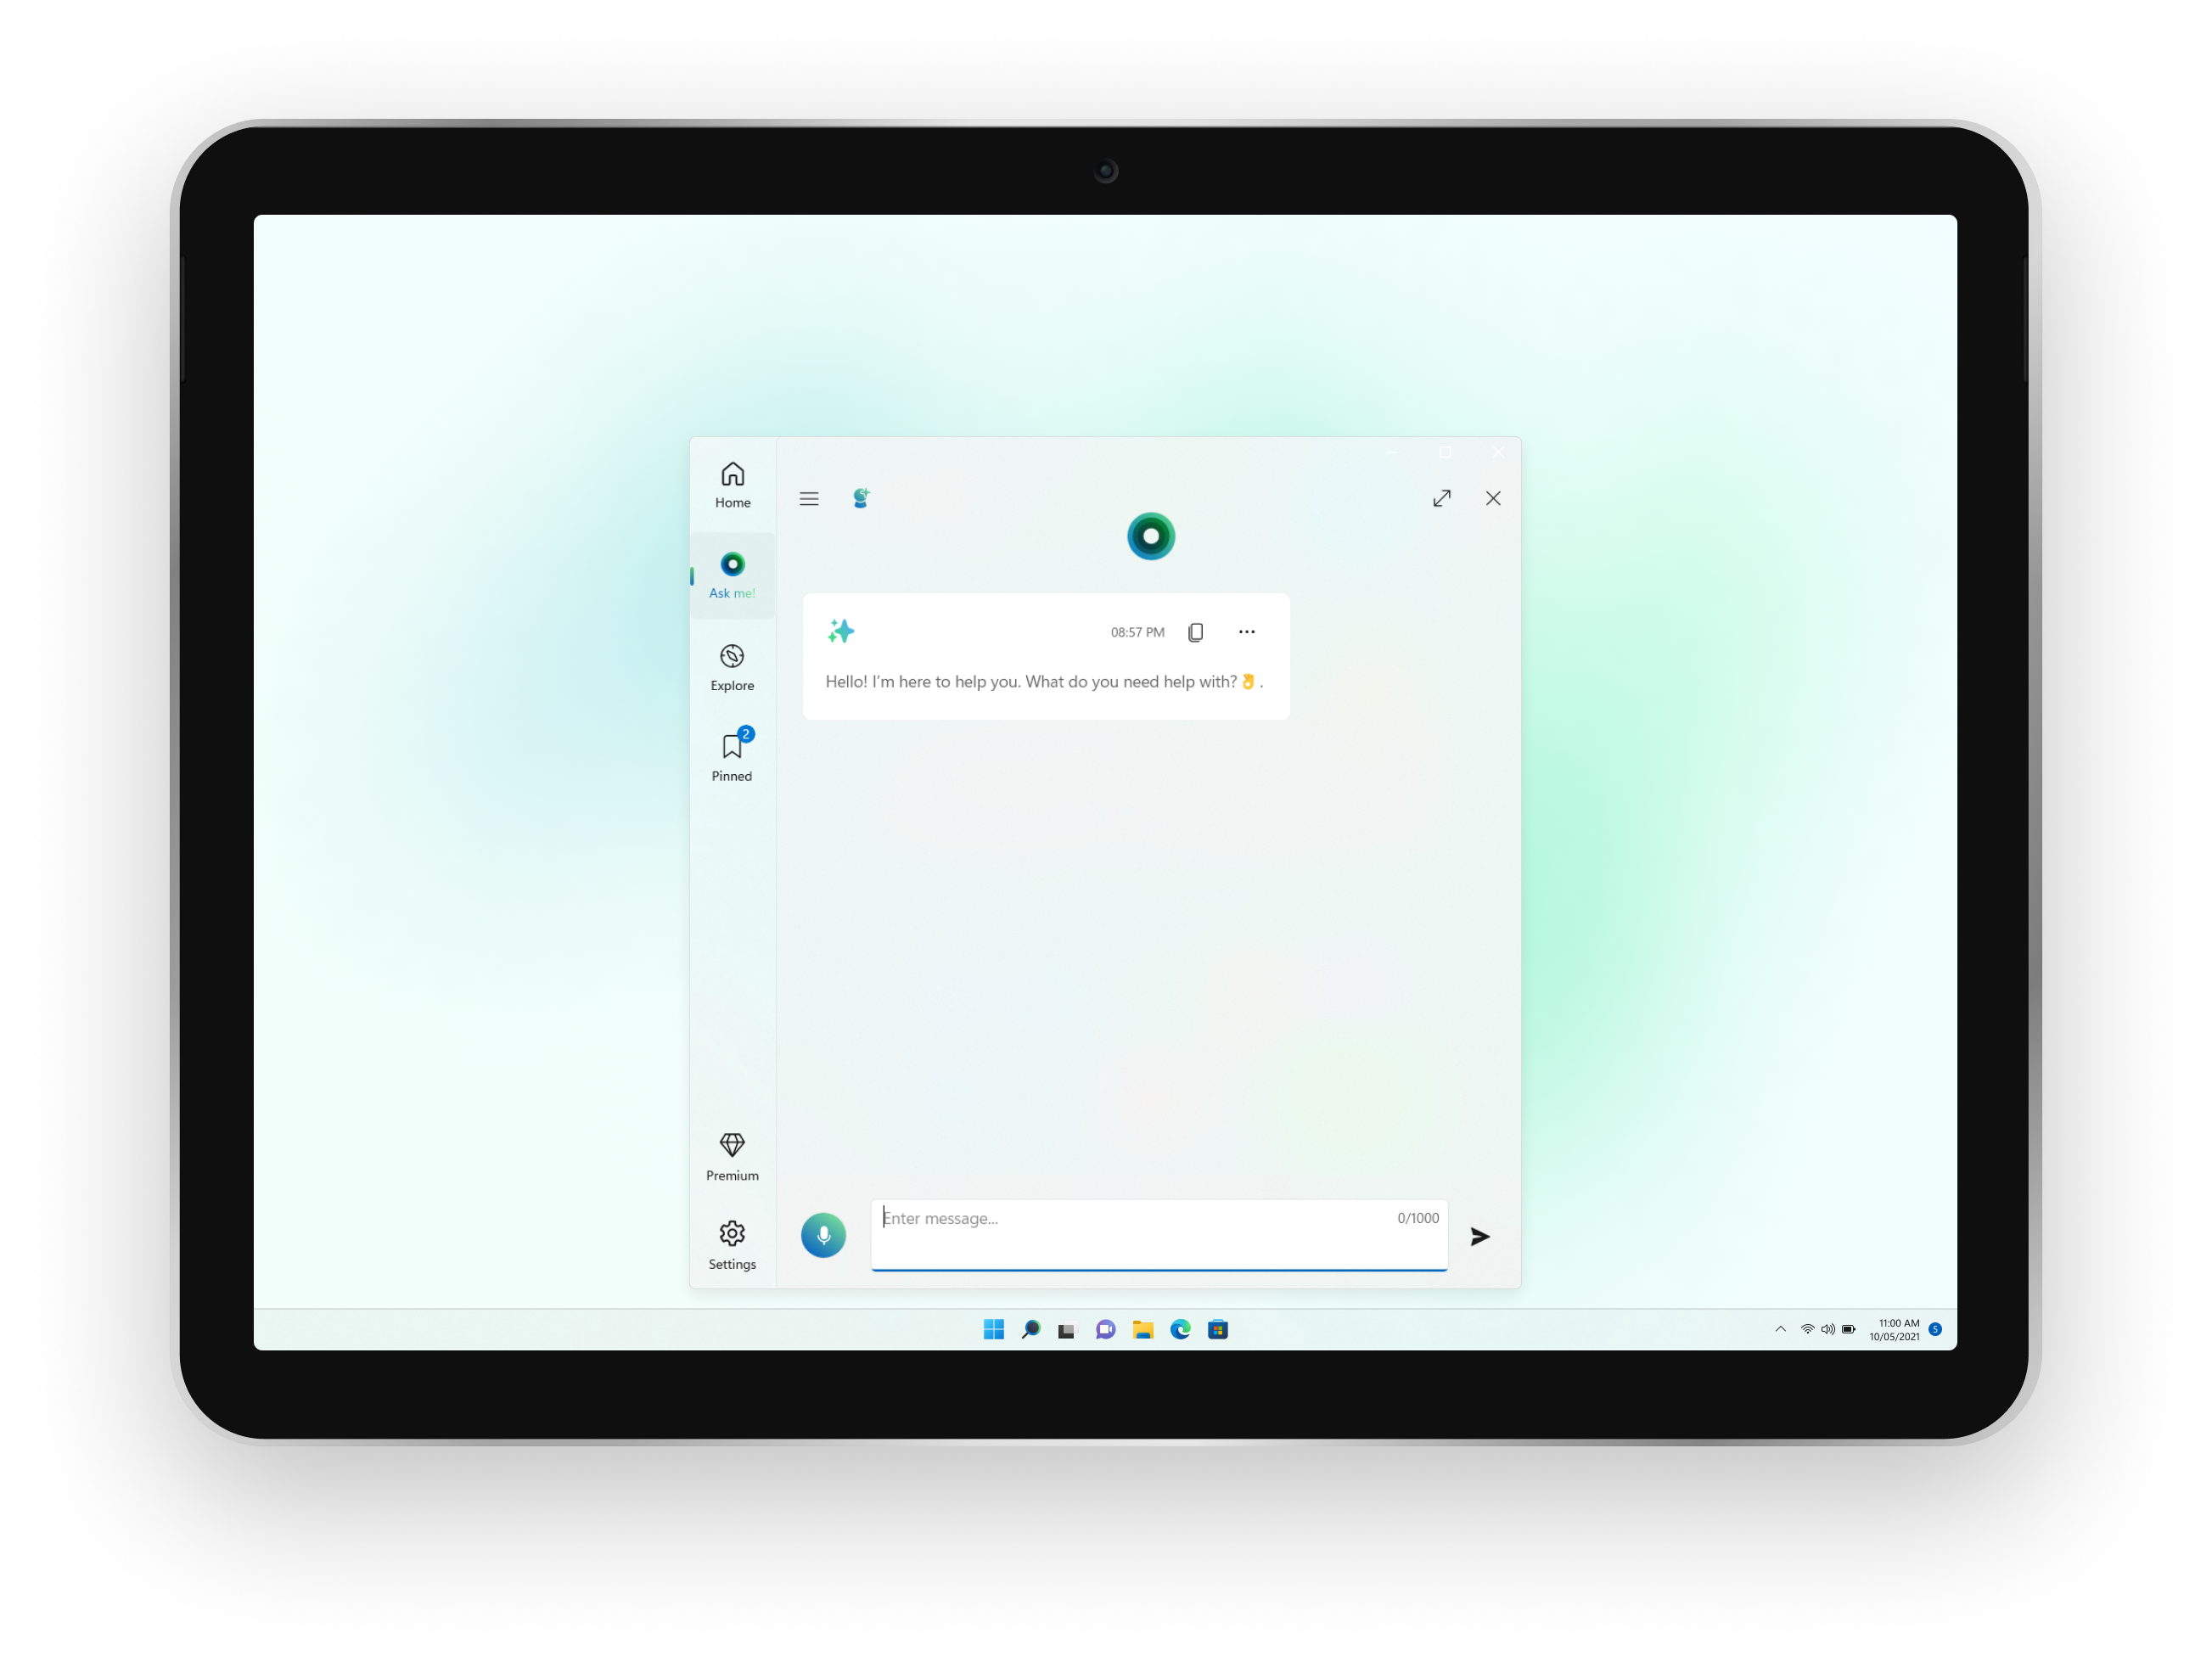 Home
Ask me!
08:57 PM
Explore
Hello! I'm here to help you. What do you need help with?👌.
2
Pinned
Premium
Enter message...
0/1000
Settings
11:00 AM
10/05/2021
5